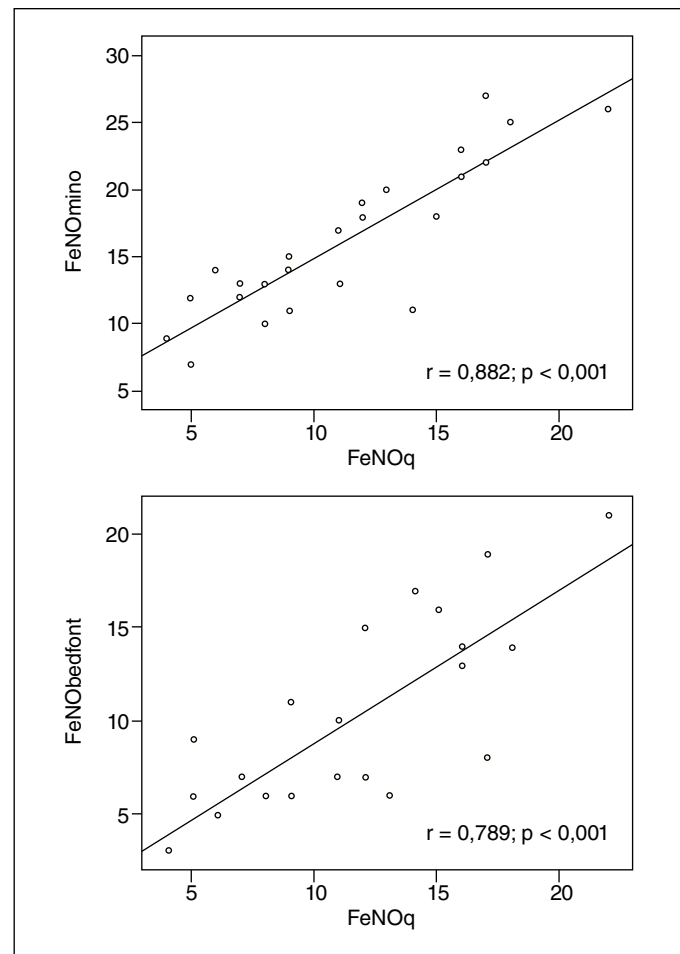 30
25
20
15
10
5
FeNOmino
r = 0,882; p < 0,001
5 10 15 20
FeNOq
20
15
10
5
FeNObedfont
r = 0,789; p < 0,001
5 10 15 20
FeNOq